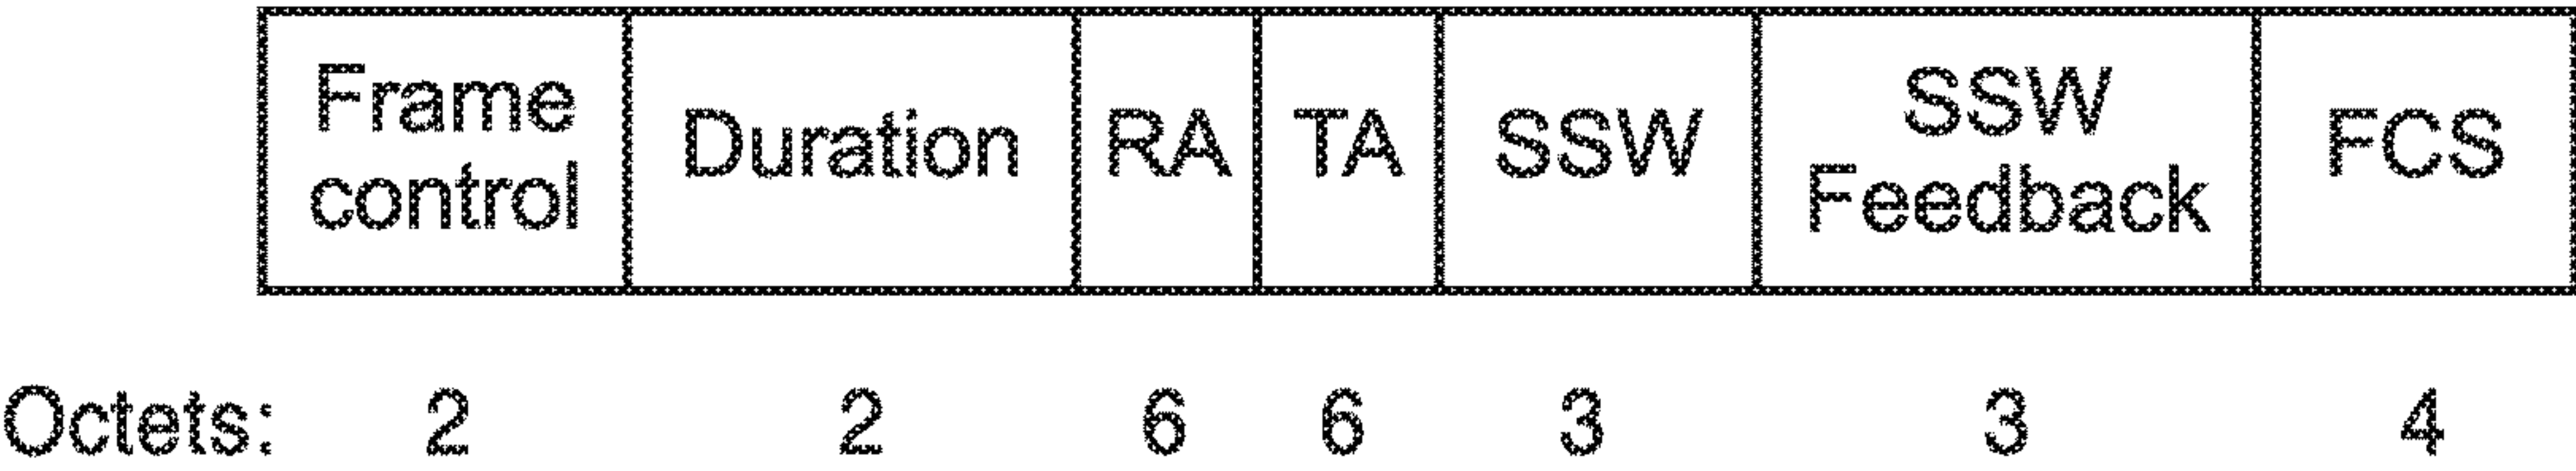 Frame
control
Duration
RA
TA
SSW
SSW
Feedback
FCS
Octets: 2 2 6 6 3 3 4